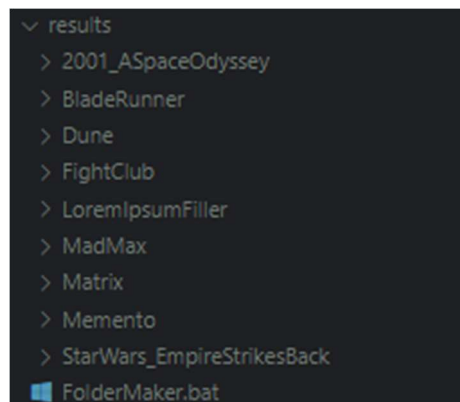 results
2001_ASpaceOdyssey
BladeRunner
Dune
FightClub
LoremIpsumFiller
MadMax
Matrix
Memento
StarWars_EmpireStrikesBack
FolderMaker.bat